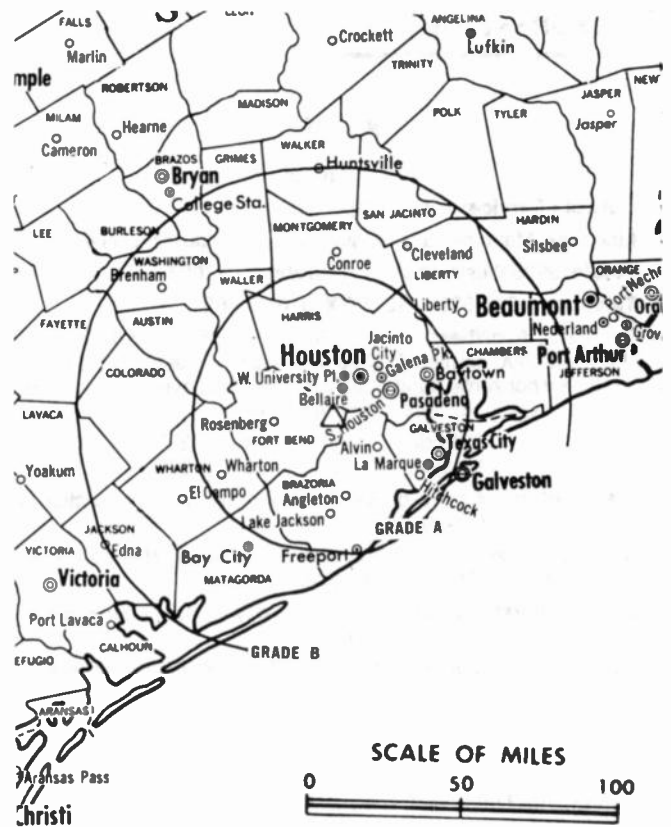 FALLS
Marlin
Crockett
ANGELINA
Lufkin
mple
ROBERTSON
TRINITY
JASPER
NEW
MILAM
Cameron
Hearne
MADISON
POLK
TYLER
Jasper
BRAZOS
GRIMES
WALKER
Huntsville
Bryan
College Sta.
SAN JACINTO
HARDIN
LEE
BURLESON
MONTGOMERY
Cleveland
Silsbee
WASHINGTON
Brenham
Conroe
WALLER
LIBERTY
ORANGE
FAYETTE
AUSTIN
HARRIS
Liberty
Beaumont
Port
Nederland
Grov
Port Arthur
COLORADO
Houston
Jacinto
City
Galena Pk.
CHAMBERS
JEFFERSON
W. University Pl.
Baytown
Bellaire
Pasadena
LAVACA
Rosenberg
S. Houston
FORT BEND
GALVESTON
Texas City
Alvin
Yoakum
WHARTON
Wharton
La Marque
Galveston
El Campo
BRAZORIA
Angleton
Hitchcock
Lake Jackson
GRADE A
JACKSON
Edna
VICTORIA
Bay City
Freeport
Victoria
MATAGORDA
Port Lavaca
CALHOUN
GRADE B
EFUGIO
ARANSAS
Aransas Pass
Christi
SCALE OF MILES
0 50 100